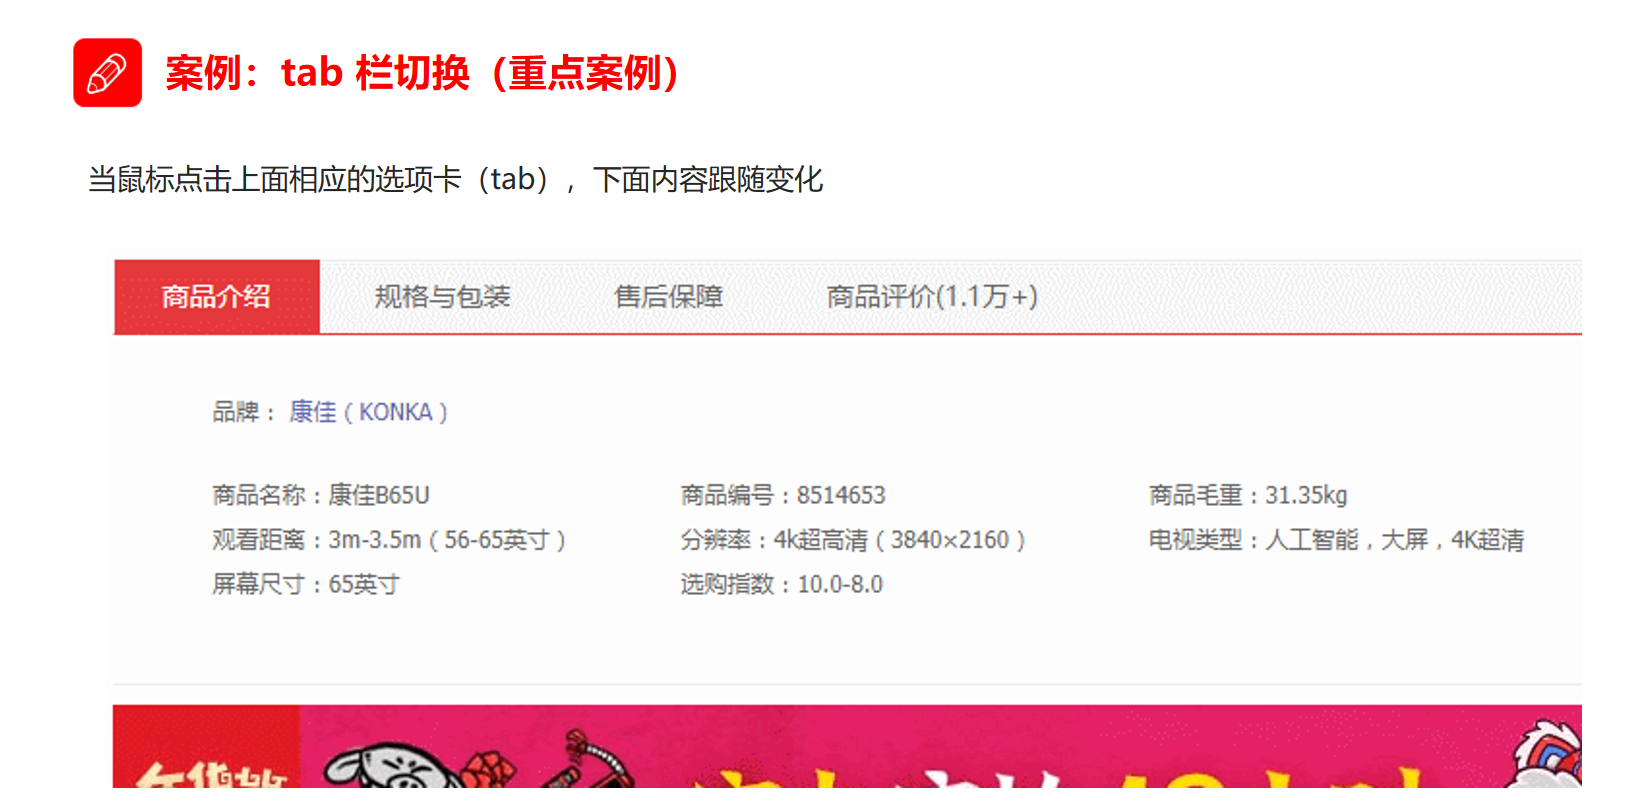 案例：tab 栏切换（重点案例）
当鼠标点击上面相应的选项卡（tab），下面内容跟随变化
商品介绍 规格与包装 售后保障 商品评价(1.1万+)
品牌：康佳（KONKA）
商品名称：康佳B65U 商品编号：8514653 商品毛重：31.35kg
观看距离：3m-3.5m（56-65英寸） 分辨率：4k超高清（3840×2160） 电视类型：人工智能，大屏，4K超清
屏幕尺寸：65英寸 选购指数：10.0-8.0